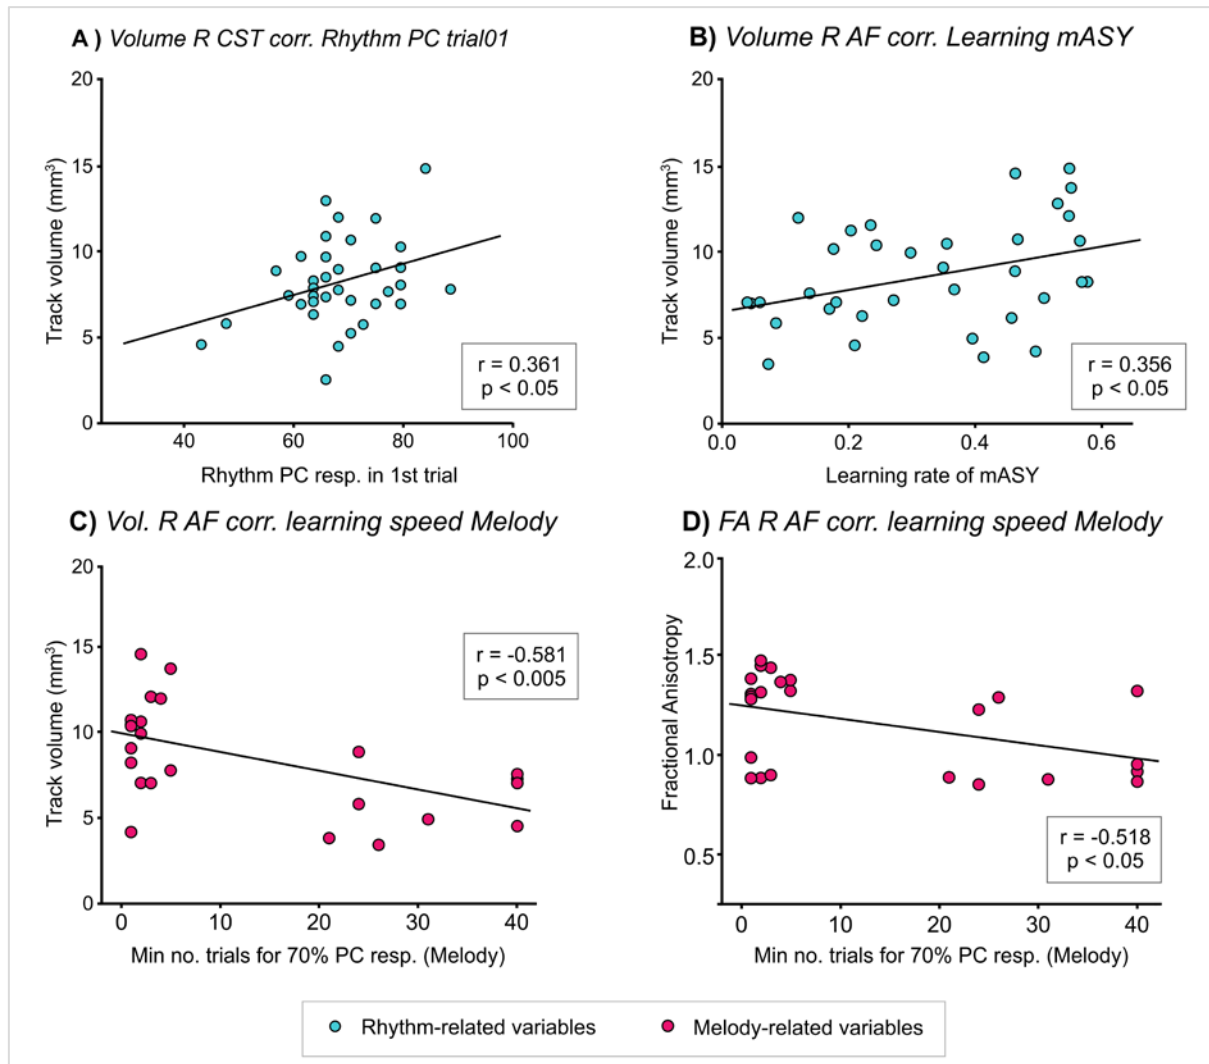 A ) Volume R CST corr. Rhythm PC trial01
20
15
10
5
0
Track volume (mm³)
40 60 80 100
Rhythm PC resp. in 1st trial
r = 0.361
p < 0.05
B) Volume R AF corr. Learning mASY
20
15
10
5
0
Track volume (mm³)
0.0 0.2 0.4 0.6
Learning rate of mASY
r = 0.356
p < 0.05
C) Vol. R AF corr. learning speed Melody
20
15
10
5
0
Track volume (mm³)
0 10 20 30 40
Min no. trials for 70% PC resp. (Melody)
r = -0.581
p < 0.005
D) FA R AF corr. learning speed Melody
2.0
1.5
1.0
0.5
Fractional Anisotropy
0 10 20 30 40
Min no. trials for 70% PC resp. (Melody)
r = -0.518
p < 0.05
Rhythm-related variables
Melody-related variables